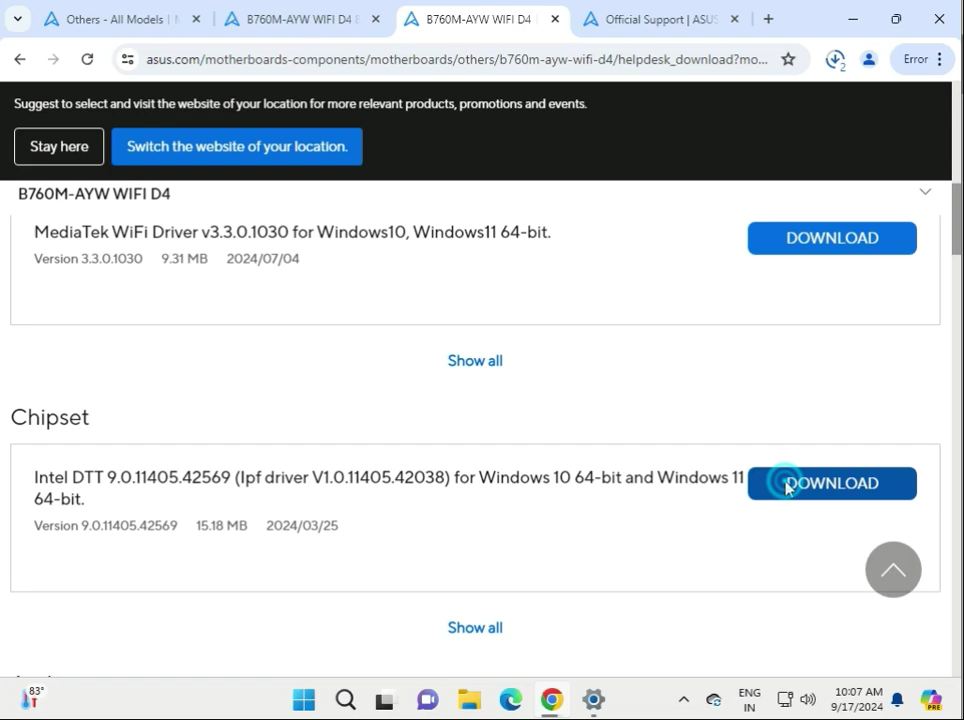 Others - All Models | M
B760M-AYW WIFI D4
B760M-AYW WIFI D4
Official Support | ASUS
asus.com/motherboards-components/motherboards/others/b760m-ayw-wifi-d4/helpdesk_download?mo...
2
Error
Suggest to select and visit the website of your location for more relevant products, promotions and events.
Stay here
Switch the website of your location.
B760M-AYW WIFI D4
MediaTek WiFi Driver v3.3.0.1030 for Windows10, Windows11 64-bit.
DOWNLOAD
Version 3.3.0.1030 9.31 MB 2024/07/04
Show all
Chipset
Intel DTT 9.0.11405.42569 (Ipf driver V1.0.11405.42038) for Windows 10 64-bit and Windows 11
64-bit.
DOWNLOAD
Version 9.0.11405.42569 15.18 MB 2024/03/25
Show all
83°
ENG
IN
10:07 AM
9/17/2024
PRE